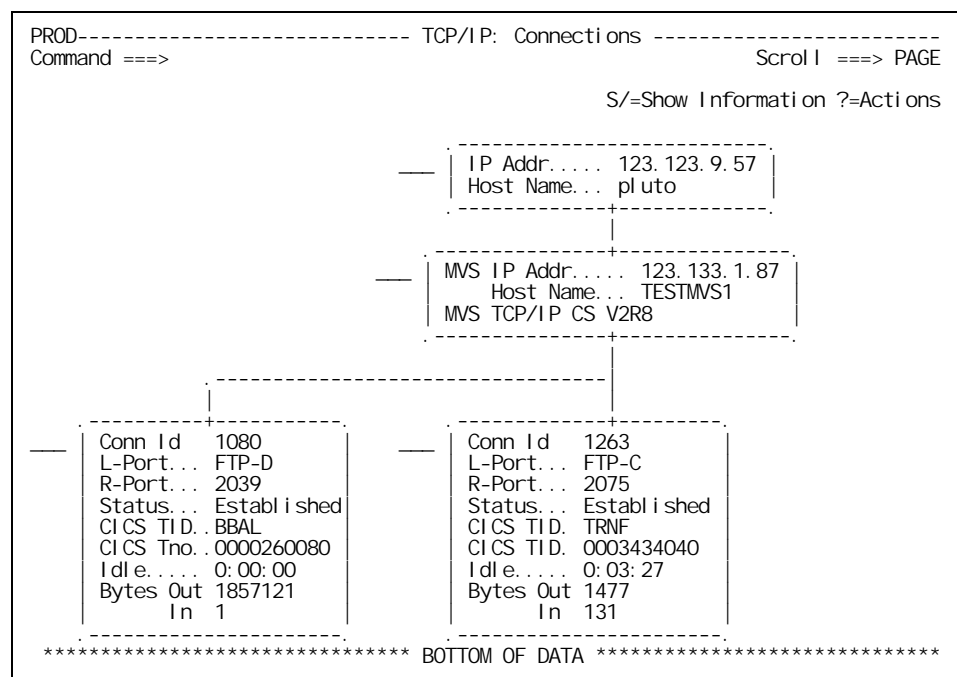 PROD----------------------------- TCP/IP: Connections -------------------------
Command ===>                                                   Scroll ===> PAGE
S/=Show Information ?=Actions
.---------------------------.
___ | IP Addr..... 123.123.9.57 |
| Host Name... pluto |
.-------------+-------------.
|
.---------------+---------------.
___ | MVS IP Addr..... 123.133.1.87 |
| Host Name... TESTMVS1 |
| MVS TCP/IP CS V2R8 |
.---------------+---------------.
|
.----------------------------------|
| |
.----------+-----------. .-------------+---------.
___ | Conn Id 1080 | ___ | Conn Id 1263 |
| L-Port... FTP-D | | L-Port... FTP-C |
| R-Port... 2039 | | R-Port... 2075 |
| Status... Established| | Status... Established |
| CICS TID..BBAL | | CICS TID. TRNF |
| CICS Tno..0000260080 | | CICS TID. 0003434040 |
| Idle..... 0:00:00 | | Idle..... 0:03:27 |
| Bytes Out 1857121 | | Bytes Out 1477 |
| In 1 | | In 131 |
.----------------------. .-----------------------.
******************************** BOTTOM OF DATA ******************************